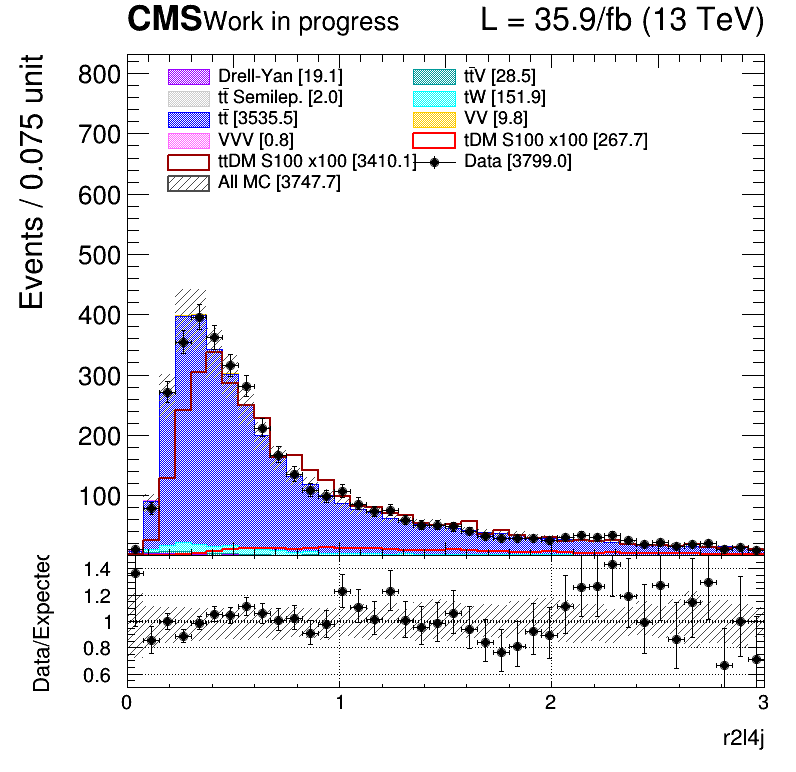 CMS Work in progress L = 35.9/fb (13 TeV)
Events / 0.075 unit
800
700
600
500
400
300
200
100
Drell-Yan [19.1]
tt̄ Semilep. [2.0]
tt̄ [3535.5]
VVV [0.8]
ttDM S100 x100 [3410.1]
All MC [3747.7]
tt̄V [28.5]
tW [151.9]
VV [9.8]
tDM S100 x100 [267.7]
Data [3799.0]
Data/Expected
1.4
1.2
1
0.8
0.6
0 1 2 3
r2l4j